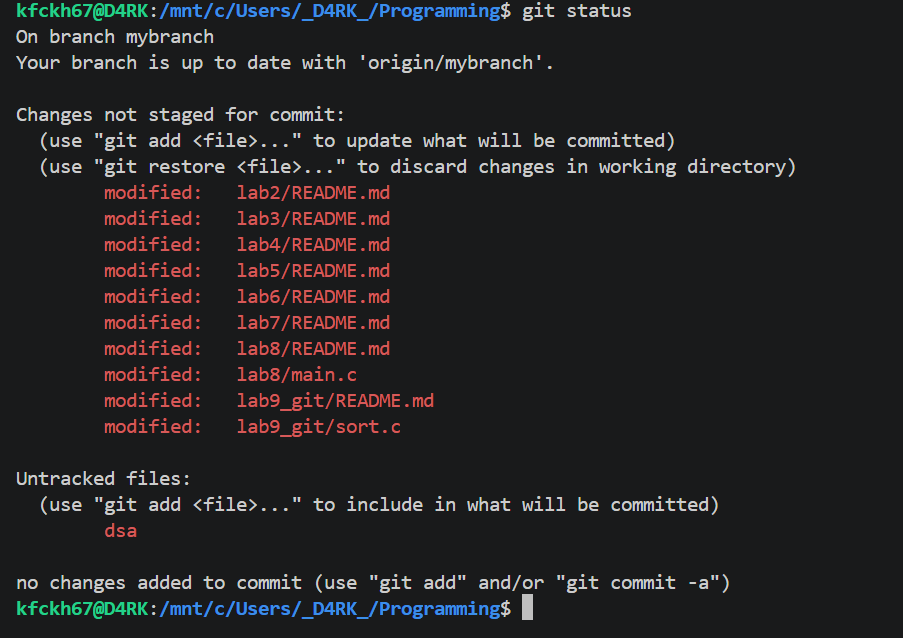 kfckh67@D4RK:/mnt/c/Users/_D4RK_/Programming$ git status
On branch mybranch
Your branch is up to date with 'origin/mybranch'.
Changes not staged for commit:
(use "git add <file>..." to update what will be committed)
(use "git restore <file>..." to discard changes in working directory)
modified: lab2/README.md
modified: lab3/README.md
modified: lab4/README.md
modified: lab5/README.md
modified: lab6/README.md
modified: lab7/README.md
modified: lab8/README.md
modified: lab8/main.c
modified: lab9_git/README.md
modified: lab9_git/sort.c
Untracked files:
(use "git add <file>..." to include in what will be committed)
dsa
no changes added to commit (use "git add" and/or "git commit -a")
kfckh67@D4RK:/mnt/c/Users/_D4RK_/Programming$